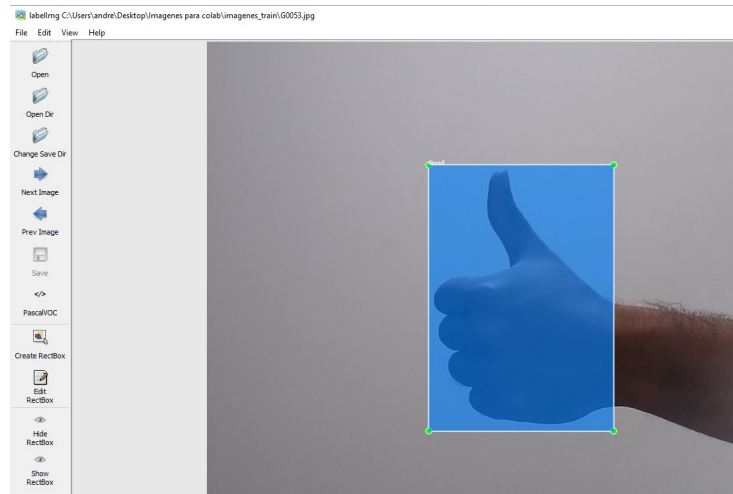 labelImg C:\Users\andre\Desktop\Imagenes para colab\imagenes_train\G0053.jpg
File Edit View Help
Open
Open Dir
Change Save Dir
Next Image
Prev Image
Save
</>
PascalVOC
Create RectBox
Edit
RectBox
Hide
RectBox
Show
RectBox
Good